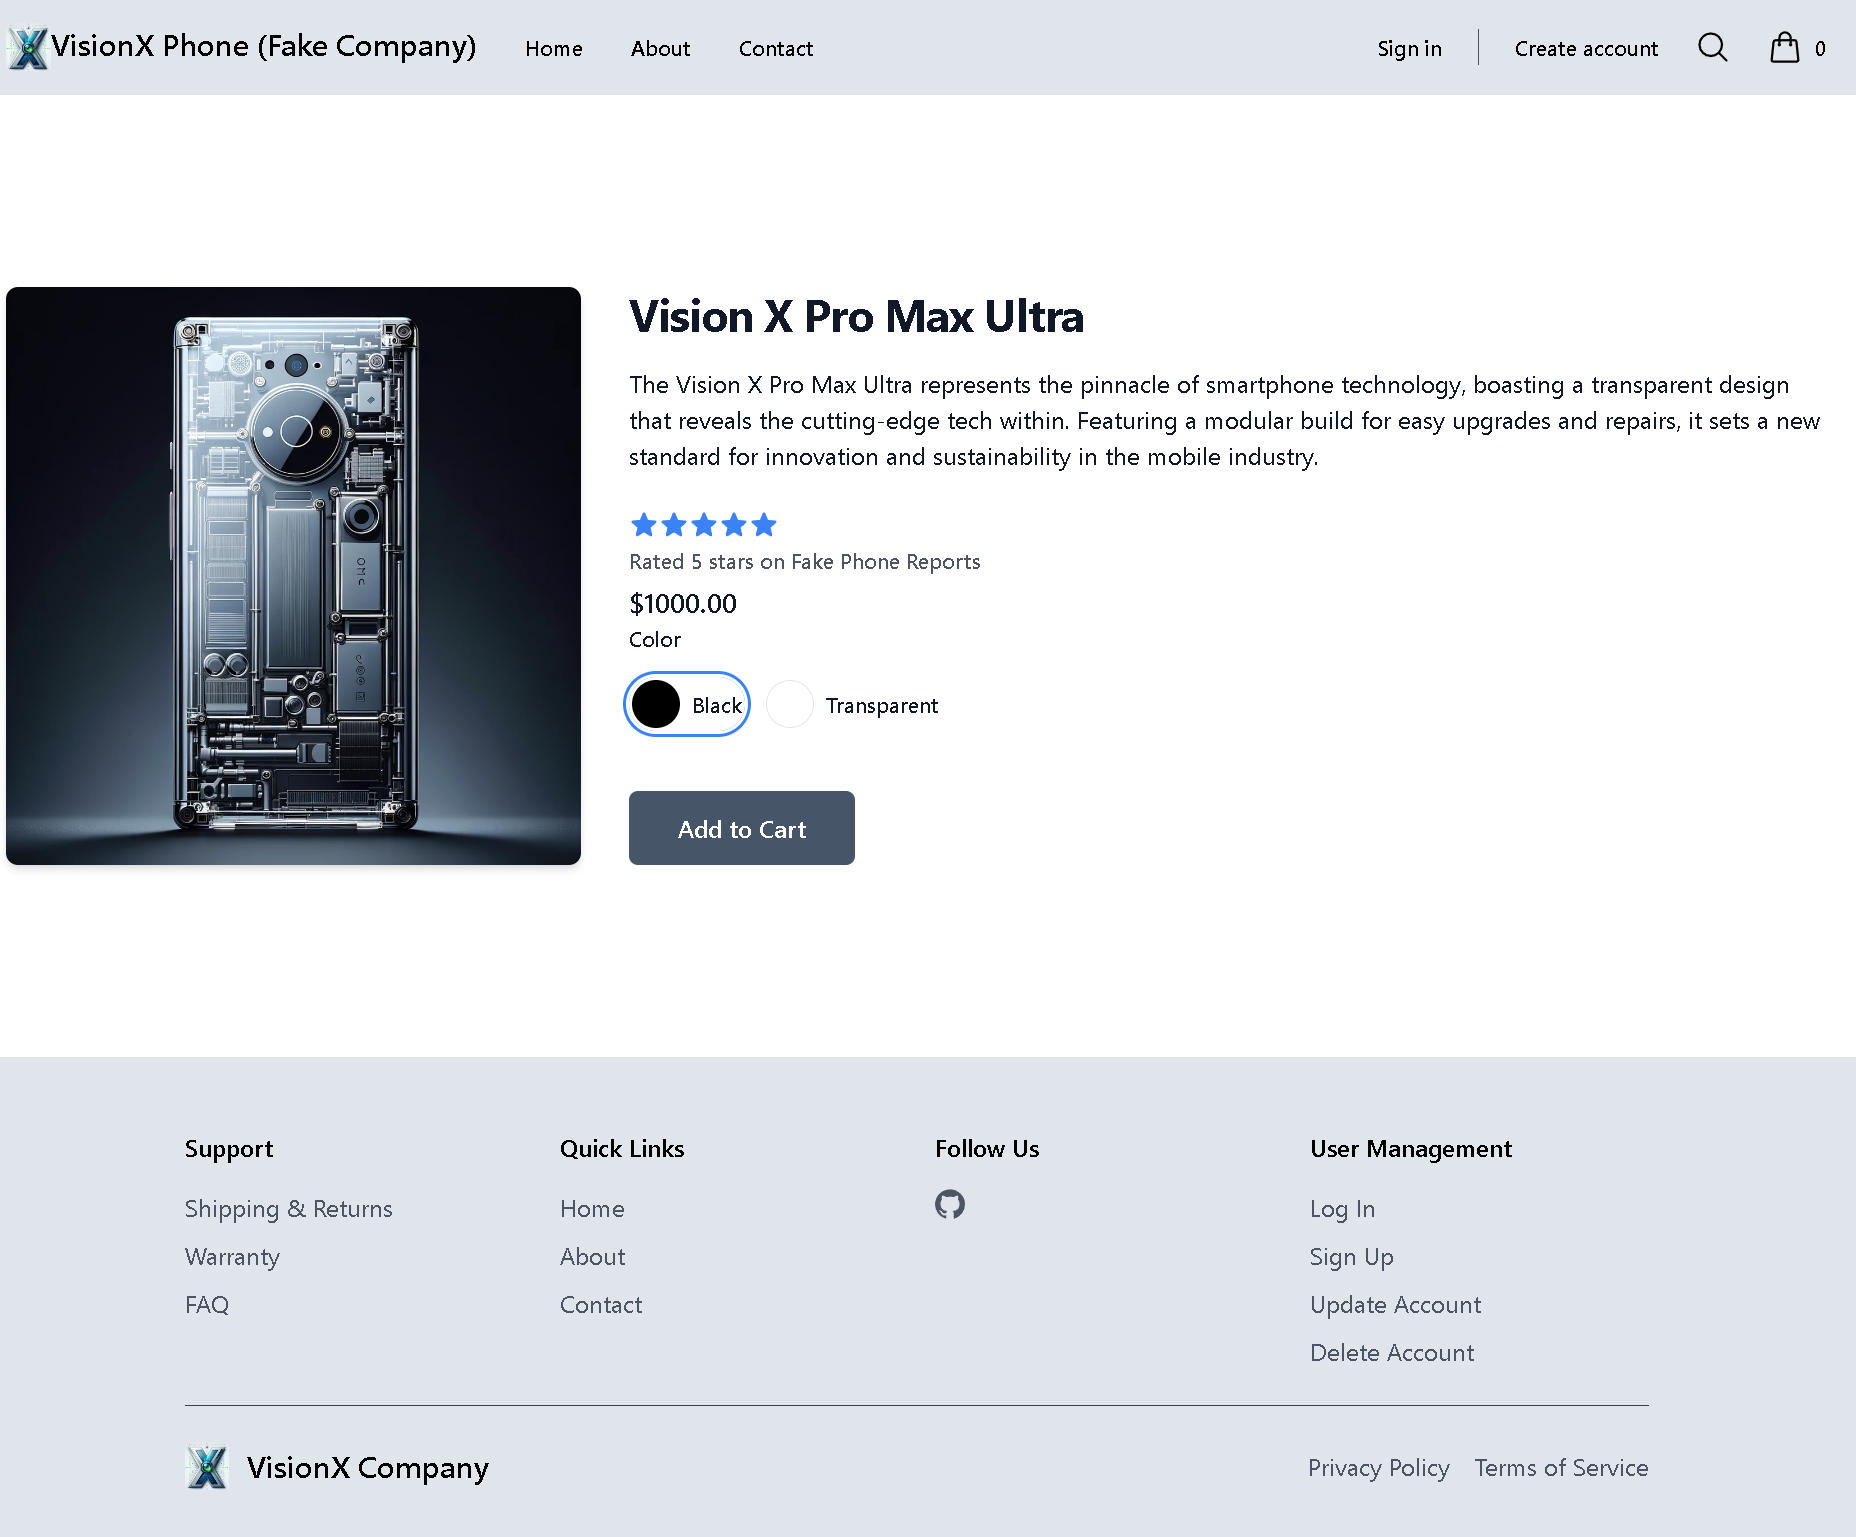 VisionX Phone (Fake Company)
Home
About
Contact
Sign in
Create account
0
Vision X Pro Max Ultra
The Vision X Pro Max Ultra represents the pinnacle of smartphone technology, boasting a transparent design
that reveals the cutting-edge tech within. Featuring a modular build for easy upgrades and repairs, it sets a new
standard for innovation and sustainability in the mobile industry.
Rated 5 stars on Fake Phone Reports
$1000.00
Color
Black
Transparent
Add to Cart
Support
Shipping & Returns
Warranty
FAQ
Quick Links
Home
About
Contact
Follow Us
User Management
Log In
Sign Up
Update Account
Delete Account
VisionX Company
Privacy Policy
Terms of Service